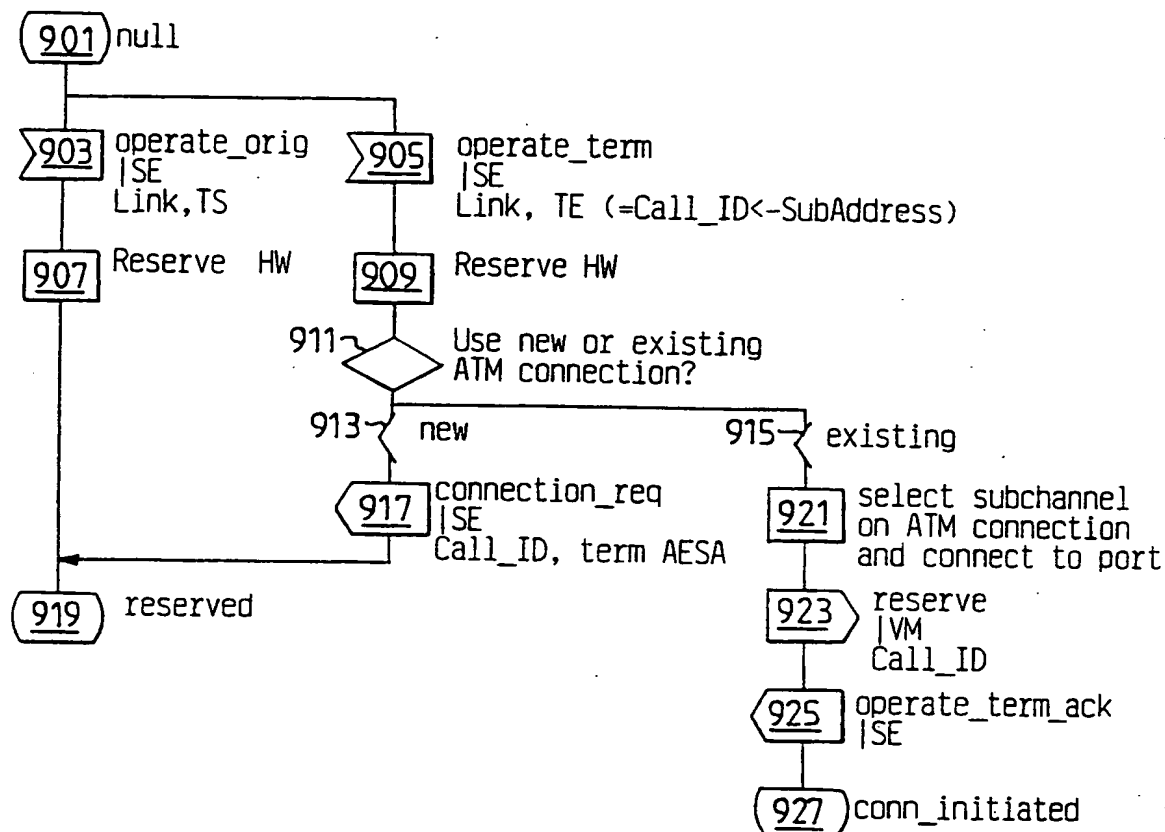 901 null
903 operate_orig
|SE
Link,TS
905 operate_term
|SE
Link, TE (=Call_ID<-SubAddress)
907 Reserve HW
909 Reserve HW
911 Use new or existing
ATM connection?
913 new
915 existing
917 connection_req
|SE
Call_ID, term AESA
921 select subchannel
on ATM connection
and connect to port
919 reserved
923 reserve
|VM
Call_ID
925 operate_term_ack
|SE
927 conn_initiated